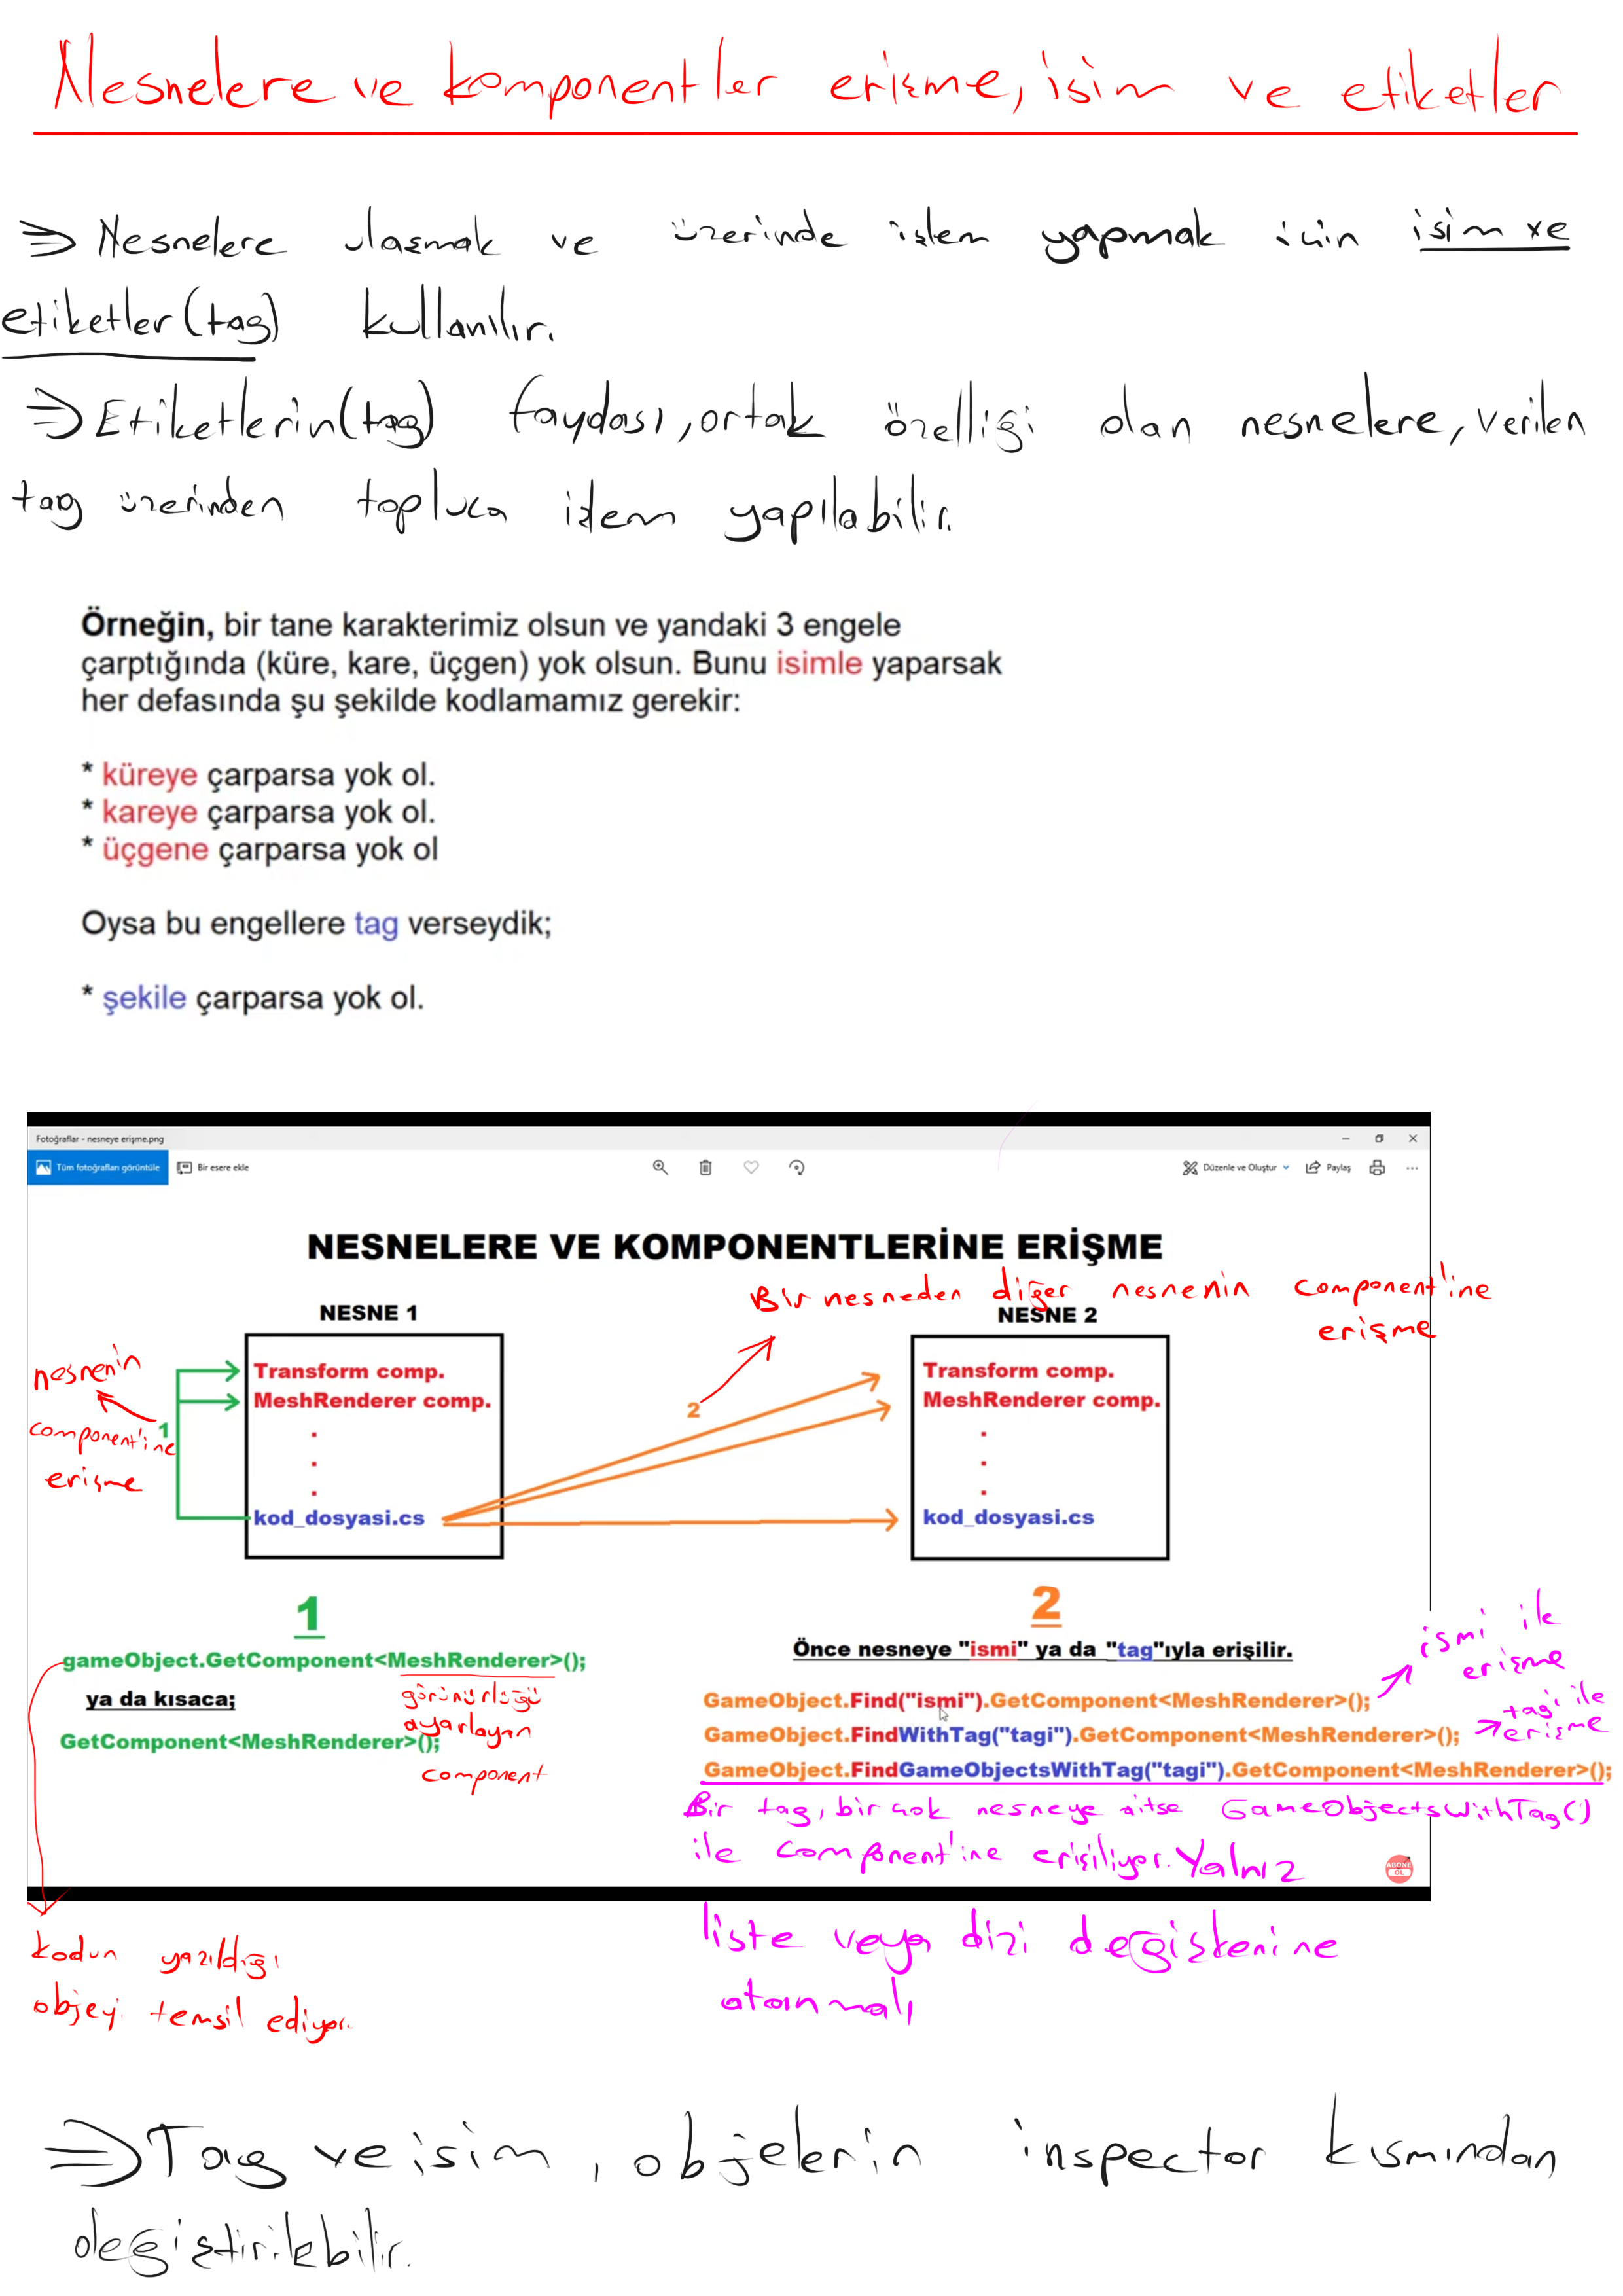 Nesnelere ve komponentler erişme, isim ve etiketler
⇒ Nesnelere ulaşmak ve üzerinde işlem yapmak için isim ve
etiketler(tag) kullanılır.
⇒ Etiketlerin(tag) faydası, ortak özelliği olan nesnelere, verilen
tag üzerinden topluca işlem yapılabilir.
Örneğin, bir tane karakterimiz olsun ve yandaki 3 engele
çarptığında (küre, kare, üçgen) yok olsun. Bunu isimle yaparsak
her defasında şu şekilde kodlamamız gerekir:
* küreye çarparsa yok ol.
* kareye çarparsa yok ol.
* üçgene çarparsa yok ol
Oysa bu engellere tag verseydik;
* şekile çarparsa yok ol.
Fotoğraflar - nesneye erişme.png
Tüm fotoğrafları görüntüle
Bir esere ekle
Düzenle ve Oluştur
Paylaş
NESNELERE VE KOMPONENTLERİNE ERİŞME
Bir nesneden diğer nesnenin component'ine
erişme
NESNE 1
NESNE 2
nesnenin
component'ine
erişme
1
Transform comp.
MeshRenderer comp.
.
.
.
kod_dosyasi.cs
2
Transform comp.
MeshRenderer comp.
.
.
.
kod_dosyasi.cs
1
gameObject.GetComponent<MeshRenderer>();
ya da kısaca;
GetComponent<MeshRenderer>();
görünürlüğü
ayarlayan
component
2
Önce nesneye "ismi" ya da "tag"ıyla erişilir.
GameObject.Find("ismi").GetComponent<MeshRenderer>();
ismi ile
erişme
GameObject.FindWithTag("tagi").GetComponent<MeshRenderer>();
tagi ile
erişme
GameObject.FindGameObjectsWithTag("tagi").GetComponent<MeshRenderer>();
Bir tag, bir çok nesneye aitse GameObjectsWithTag()
ile component'ine erişiliyor. Yalnız
liste veya dizi değişkenine
atanmalı
ABONE
OL
kodun yazıldığı
objeyi temsil ediyor.
⇒ Tag ve isim, objelerin inspector kısmından
değiştirilebilir.